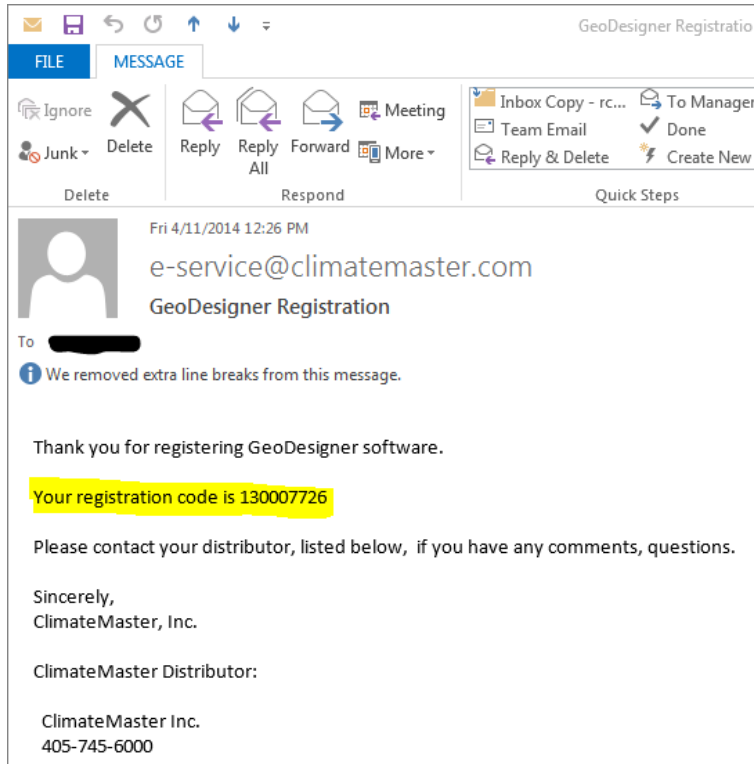 GeoDesigner Registratio
FILE MESSAGE
Ignore
Junk
Delete
Reply
Reply All
Forward
Meeting
More
Inbox Copy - rc...
Team Email
Reply & Delete
To Manager
Done
Create New
Delete
Respond
Quick Steps
Fri 4/11/2014 12:26 PM
e-service@climatemaster.com
GeoDesigner Registration
To
We removed extra line breaks from this message.
Thank you for registering GeoDesigner software.
Your registration code is 130007726
Please contact your distributor, listed below,  if you have any comments, questions.
Sincerely,
ClimateMaster, Inc.
ClimateMaster Distributor:
ClimateMaster Inc.
405-745-6000